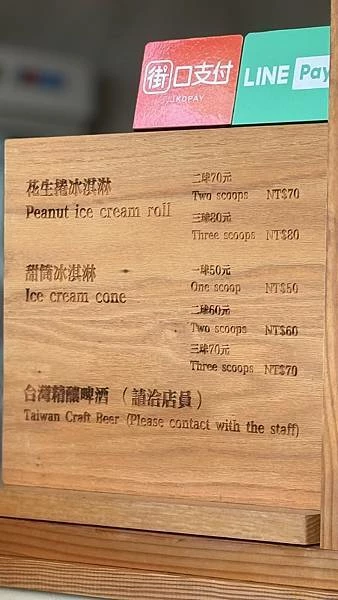 街口支付
JKOPAY
LINE Pay
花生捲冰淇淋
Peanut ice cream roll
二球70元
Two scoops NT$70
三球80元
Three scoops NT$80
甜筒冰淇淋
Ice cream cone
一球50元
One scoop NT$50
二球60元
Two scoops NT$60
三球70元
Three scoops NT$70
台灣精釀啤酒 （請洽店員）
Taiwan Craft Beer (Please contact with the staff)